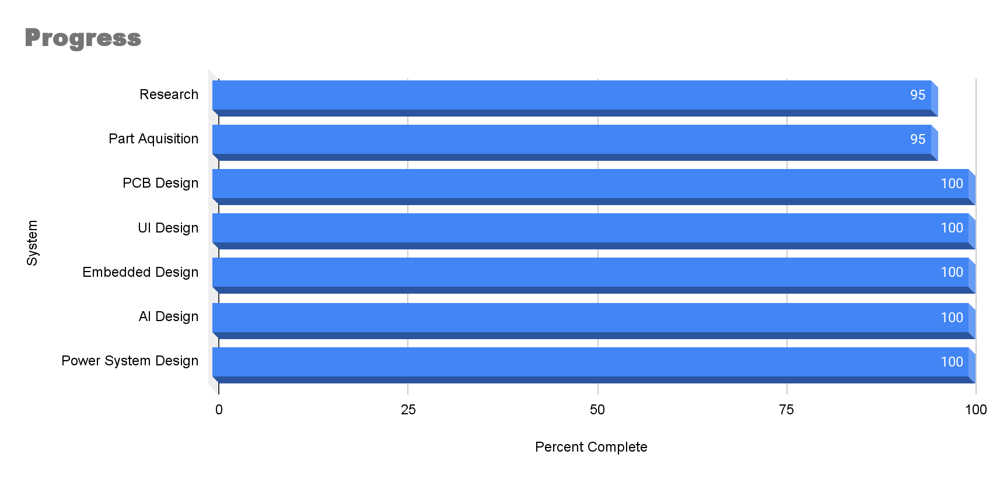 Progress
Research 95
Part Aquisition 95
PCB Design 100
UI Design 100
System
Embedded Design 100
AI Design 100
Power System Design 100
0 25 50 75 100
Percent Complete